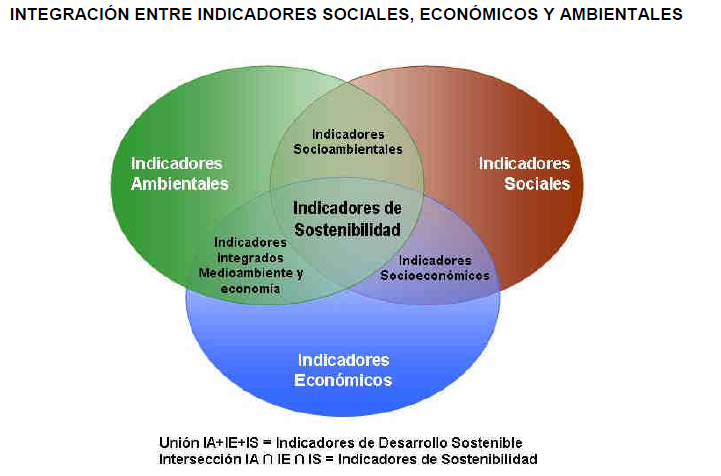 INTEGRACIÓN ENTRE INDICADORES SOCIALES, ECONÓMICOS Y AMBIENTALES
Indicadores
Socioambientales
Indicadores
Ambientales
Indicadores
Sociales
Indicadores de
Sostenibilidad
Indicadores
integrados
Medioambiente y
economía
Indicadores
Socioeconómicos
Indicadores
Económicos
Unión IA+IE+IS = Indicadores de Desarrollo Sostenible
Intersección IA ∩ IE ∩ IS = Indicadores de Sostenibilidad